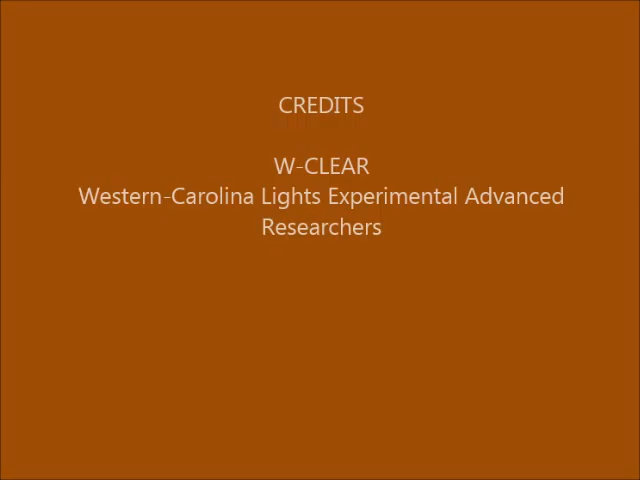 CREDITS
W-CLEAR
Western-Carolina Lights Experimental Advanced
Researchers